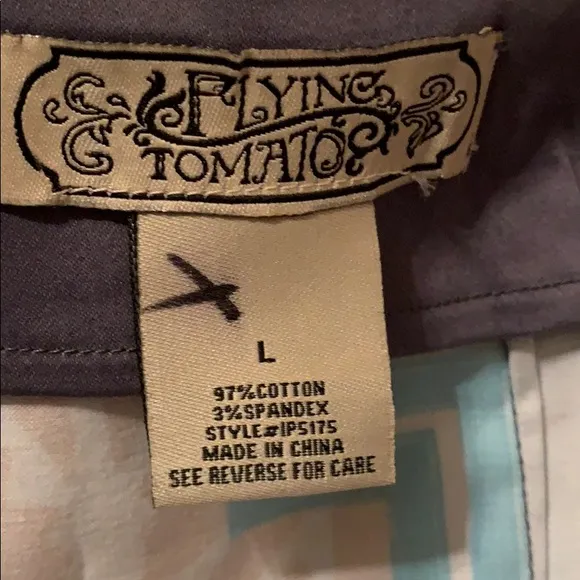 FLYING
TOMATO
L
97%COTTON
3%SPANDEX
STYLE#IP5175
MADE IN CHINA
SEE REVERSE FOR CARE